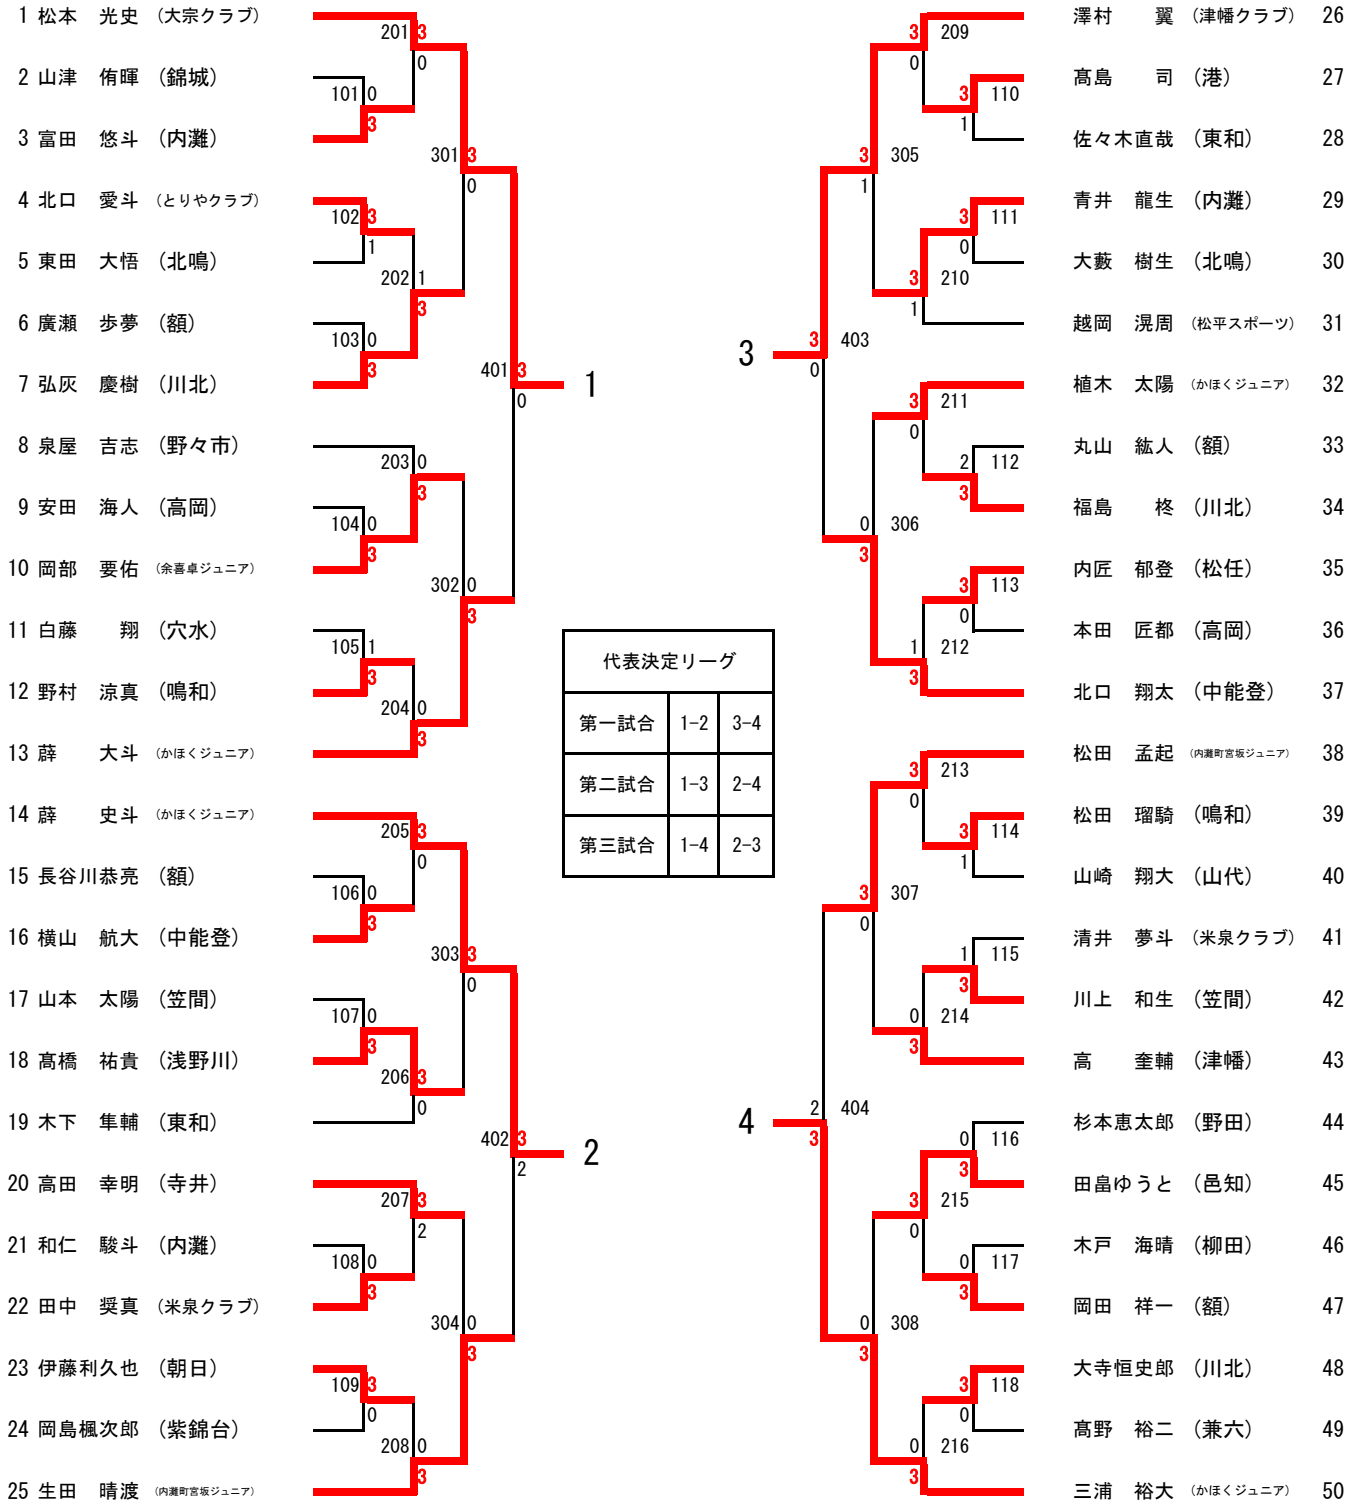 1 松本　光史 (大宗クラブ)
201 3
0
2 山津　侑暉 (錦城)
101 0
3
3 富田　悠斗 (内灘)
301 3
0
4 北口　愛斗 (とりやクラブ)
102 3
1
5 東田　大悟 (北鳴)
202 1
3
6 廣瀬　歩夢 (額)
103 0
3
7 弘灰　慶樹 (川北)
401 3
0
1
8 泉屋　吉志 (野々市)
203 0
3
9 安田　海人 (高岡)
104 0
3
10 岡部　要佑 (余喜卓ジュニア)
302 0
3
11 白藤　翔 (穴水)
105 1
3
12 野村　涼真 (鳴和)
204 0
3
13 薜　大斗 (かほくジュニア)
14 薜　史斗 (かほくジュニア)
205 3
0
15 長谷川恭亮 (額)
106 0
3
16 横山　航大 (中能登)
303 3
0
17 山本　太陽 (笠間)
107 0
3
18 髙橋　祐貴 (浅野川)
206 3
0
19 木下　隼輔 (東和)
402 3
2
2
20 高田　幸明 (寺井)
207 3
2
21 和仁　駿斗 (内灘)
108 0
3
22 田中　奨真 (米泉クラブ)
304 0
3
23 伊藤利久也 (朝日)
109 3
0
24 岡島楓次郎 (紫錦台)
208 0
3
25 生田　晴渡 (内灘町宮坂ジュニア)
代表決定リーグ
第一試合 1-2 3-4
第二試合 1-3 2-4
第三試合 1-4 2-3
澤村　翼 (津幡クラブ) 26
3 209
0
髙島　司 (港) 27
3 110
1
佐々木直哉 (東和) 28
3 305
1
青井　龍生 (内灘) 29
3 111
0
大藪　樹生 (北鳴) 30
3 210
1
越岡　滉周 (松平スポーツ) 31
3
3 403
0
植木　太陽 (かほくジュニア) 32
3 211
0
丸山　紘人 (額) 33
2 112
3
福島　柊 (川北) 34
0 306
3
内匠　郁登 (松任) 35
3 113
0
本田　匠都 (高岡) 36
1 212
3
北口　翔太 (中能登) 37
松田　孟起 (内灘町宮坂ジュニア) 38
3 213
0
松田　瑠騎 (鳴和) 39
3 114
1
山崎　翔大 (山代) 40
3 307
0
清井　夢斗 (米泉クラブ) 41
1 115
3
川上　和生 (笠間) 42
0 214
3
高　奎輔 (津幡) 43
4
2 404
3
杉本恵太郎 (野田) 44
0 116
3
田畠ゆうと (邑知) 45
3 215
0
木戸　海晴 (柳田) 46
0 117
3
岡田　祥一 (額) 47
0 308
3
大寺恒史郎 (川北) 48
3 118
0
髙野　裕二 (兼六) 49
0 216
3
三浦　裕大 (かほくジュニア) 50